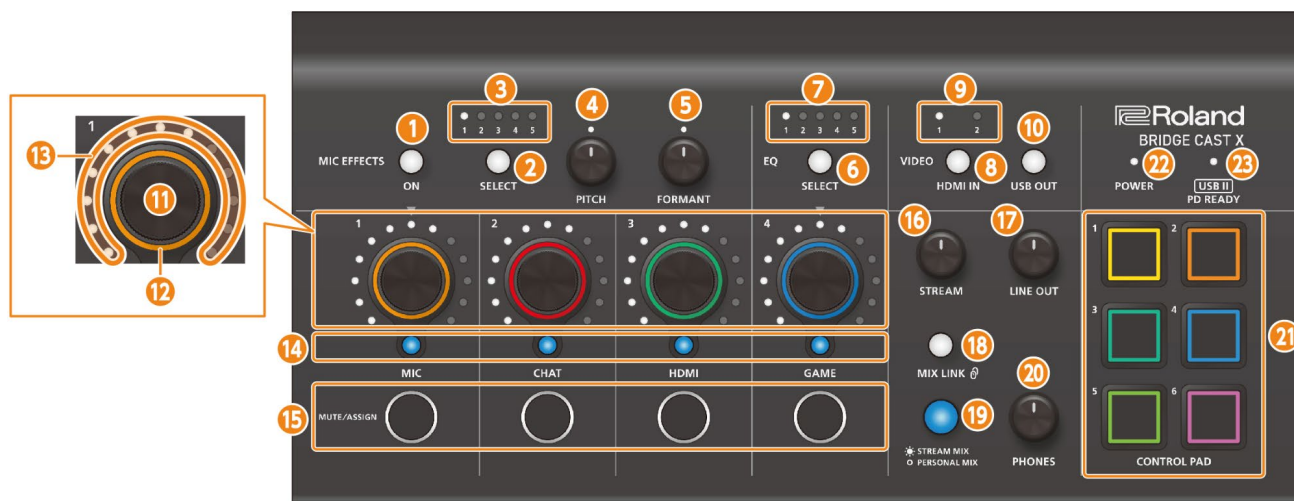 1
13
11
12
3
4
5
7
9
1
1 2 3 4 5
1 2 3 4 5
1 2
10
Roland
BRIDGE CAST X
MIC EFFECTS
2
EQ
6
VIDEO
8
22
23
ON
SELECT
PITCH
FORMANT
SELECT
HDMI IN
USB OUT
POWER
USB II
PD READY
1
2
3
4
16
17
STREAM
LINE OUT
1
2
3
4
5
6
21
14
MIC
CHAT
HDMI
GAME
18
MIX LINK
20
15
MUTE/ASSIGN
19
STREAM MIX
PERSONAL MIX
PHONES
CONTROL PAD